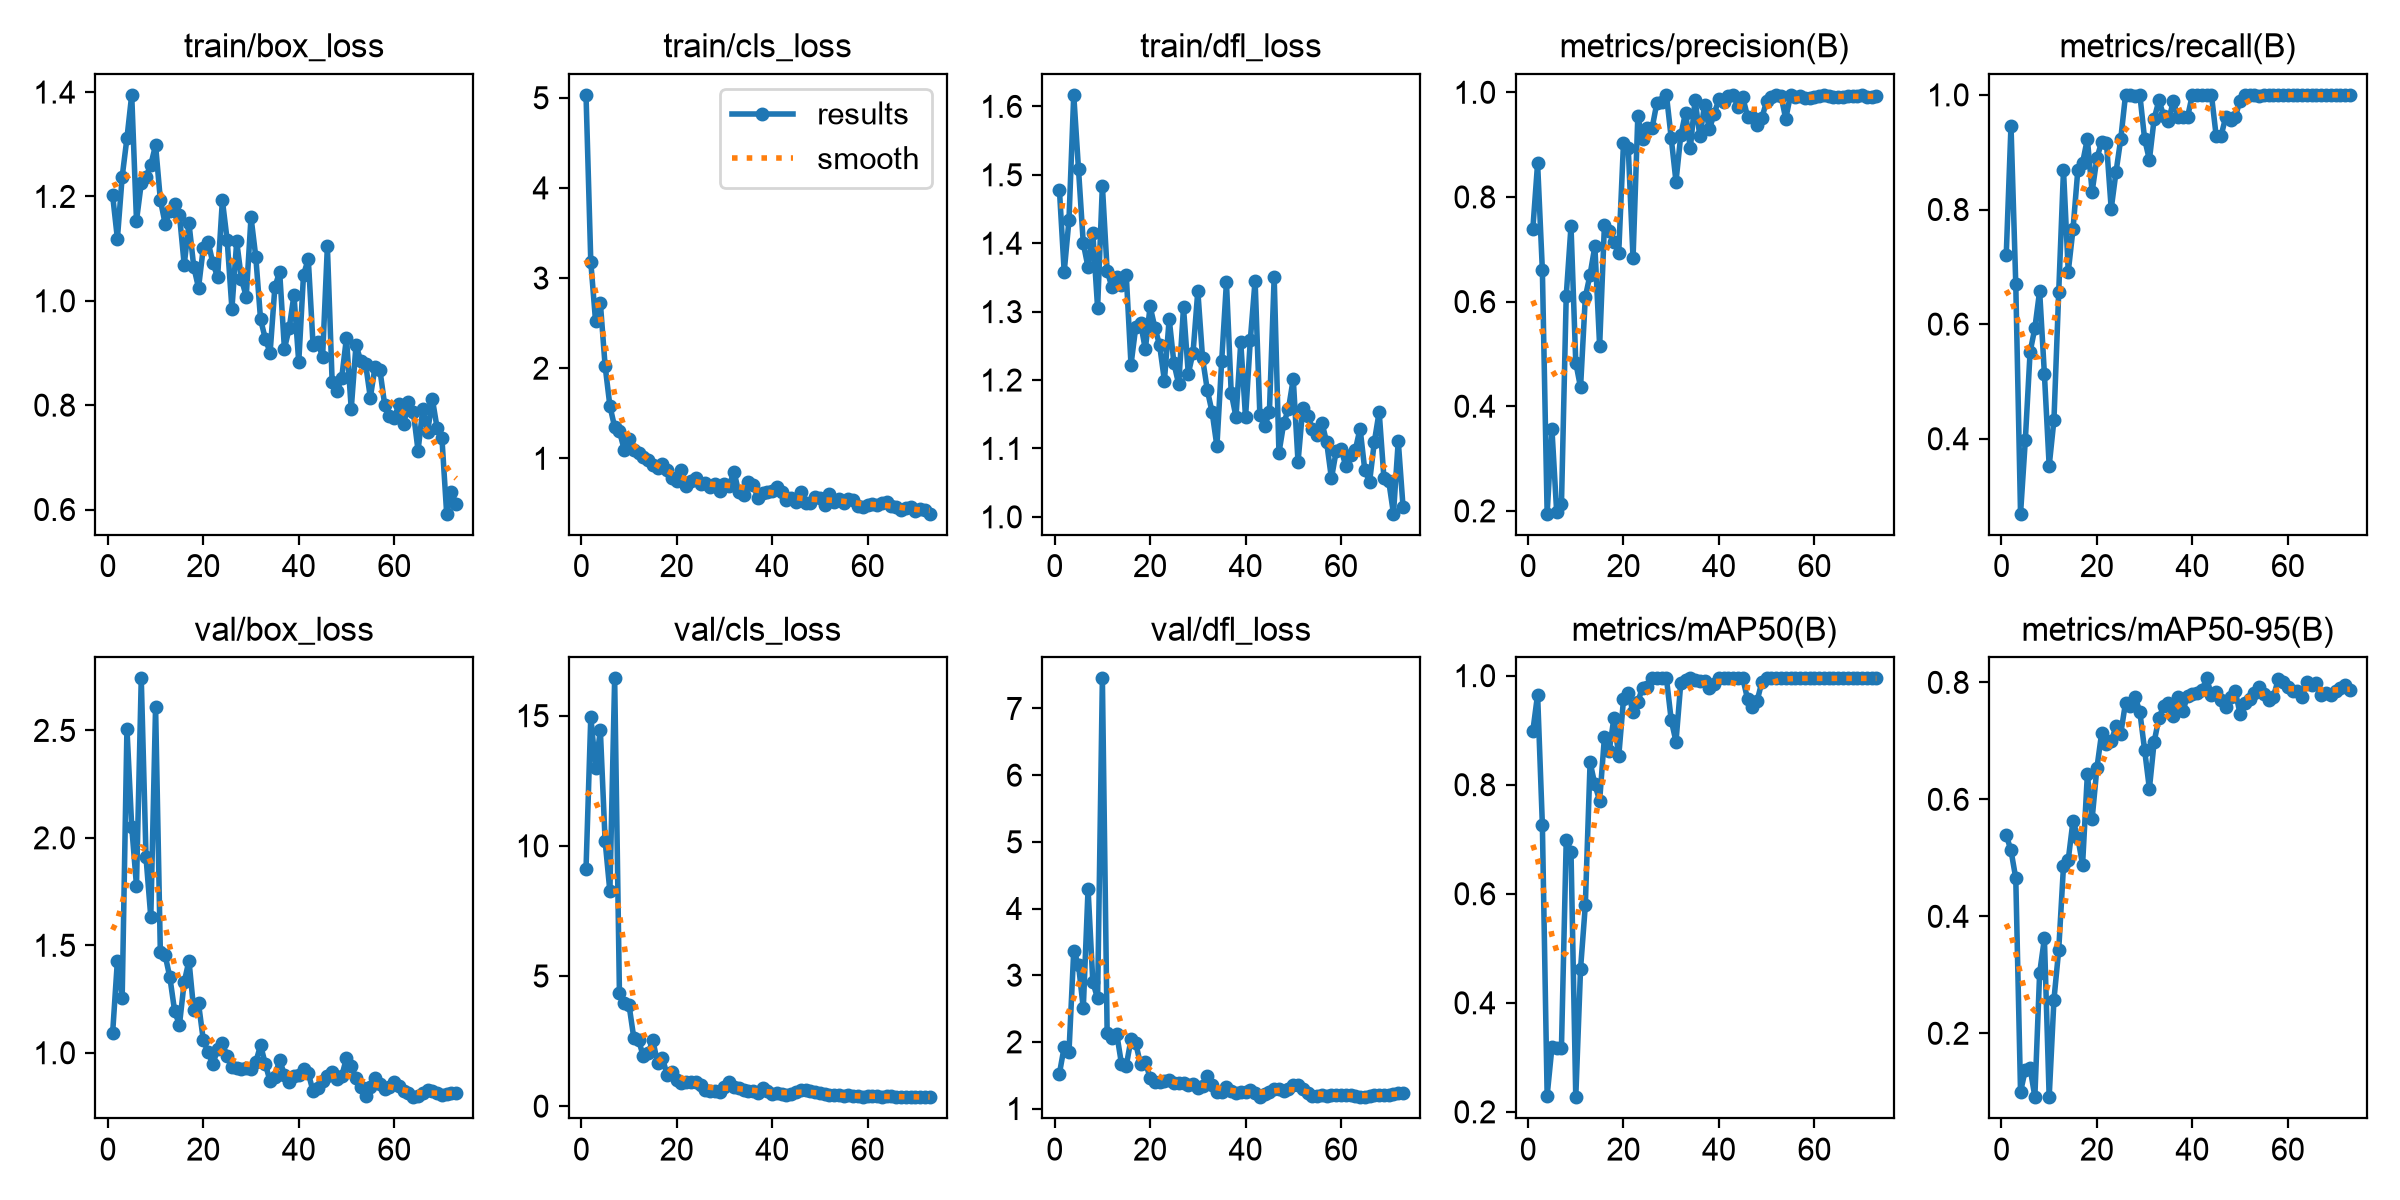 train/box_loss
train/cls_loss
train/dfl_loss
metrics/precision(B)
metrics/recall(B)
1.4
1.2
1.0
0.8
0.6
0 20 40 60
5
4
3
2
1
results
smooth
0 20 40 60
1.6
1.5
1.4
1.3
1.2
1.1
1.0
0 20 40 60
1.0
0.8
0.6
0.4
0.2
0 20 40 60
1.0
0.8
0.6
0.4
0 20 40 60
val/box_loss
val/cls_loss
val/dfl_loss
metrics/mAP50(B)
metrics/mAP50-95(B)
2.5
2.0
1.5
1.0
0 20 40 60
15
10
5
0
0 20 40 60
7
6
5
4
3
2
1
0 20 40 60
1.0
0.8
0.6
0.4
0.2
0 20 40 60
0.8
0.6
0.4
0.2
0 20 40 60